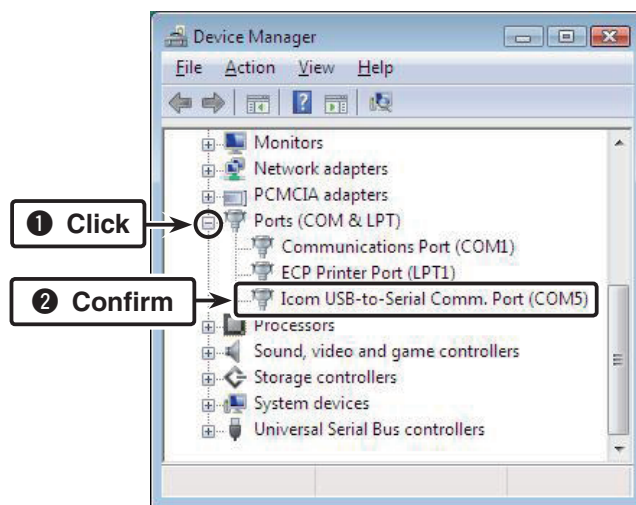 Device Manager
File Action View Help
Monitors
Network adapters
PCMCIA adapters
❶ Click
Ports (COM & LPT)
Communications Port (COM1)
ECP Printer Port (LPT1)
❷ Confirm
Icom USB-to-Serial Comm. Port (COM5)
Processors
Sound, video and game controllers
Storage controllers
System devices
Universal Serial Bus controllers